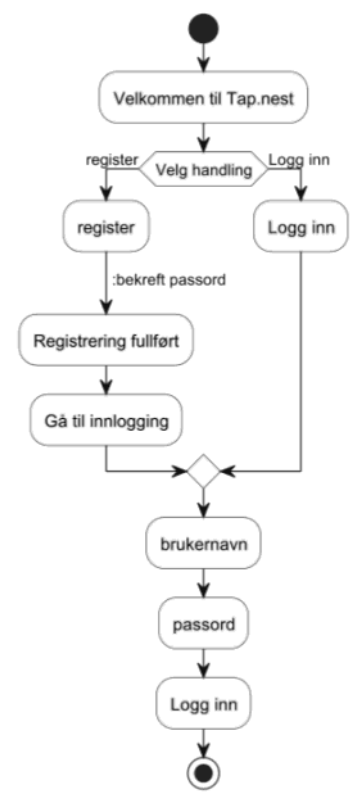 Velkommen til Tap.nest
register
Velg handling
Logg inn
register
Logg inn
:bekreft passord
Registrering fullført
Gå til innlogging
brukernavn
passord
Logg inn